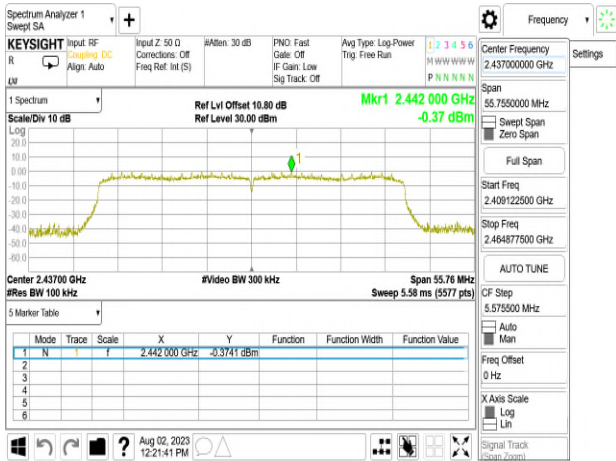 Spectrum Analyzer 1
Swept SA
+
Frequency
KEYSIGHT
R
Input: RF
Coupling: DC
Align: Auto
Input Z: 50 Ω
Corrections: Off
Freq Ref: Int (S)
#Atten: 30 dB
PNO: Fast
Gate: Off
IF Gain: Low
Sig Track: Off
Avg Type: Log-Power
Trig: Free Run
1 2 3 4 5 6
M W W W W W
P N N N N N
1 Spectrum
Scale/Div 10 dB
Ref Lvl Offset 10.80 dB
Ref Level 30.00 dBm
Mkr1 2.442 000 GHz
-0.37 dBm
Log
20.0
10.0
0.00
-10.0
-20.0
-30.0
-40.0
-50.0
-60.0
1
Center 2.43700 GHz
#Res BW 100 kHz
#Video BW 300 kHz
Span 55.76 MHz
Sweep 5.58 ms (5577 pts)
5 Marker Table
Mode Trace Scale X Y Function Function Width Function Value
1 N 1 f 2.442 000 GHz -0.3741 dBm
2
3
4
5
6
Aug 02, 2023
12:21:41 PM
Center Frequency
2.437000000 GHz
Settings
Span
55.7550000 MHz
Swept Span
Zero Span
Full Span
Start Freq
2.409122500 GHz
Stop Freq
2.464877500 GHz
AUTO TUNE
CF Step
5.575500 MHz
Auto
Man
Freq Offset
0 Hz
X Axis Scale
Log
Lin
Signal Track
(Span Zoom)